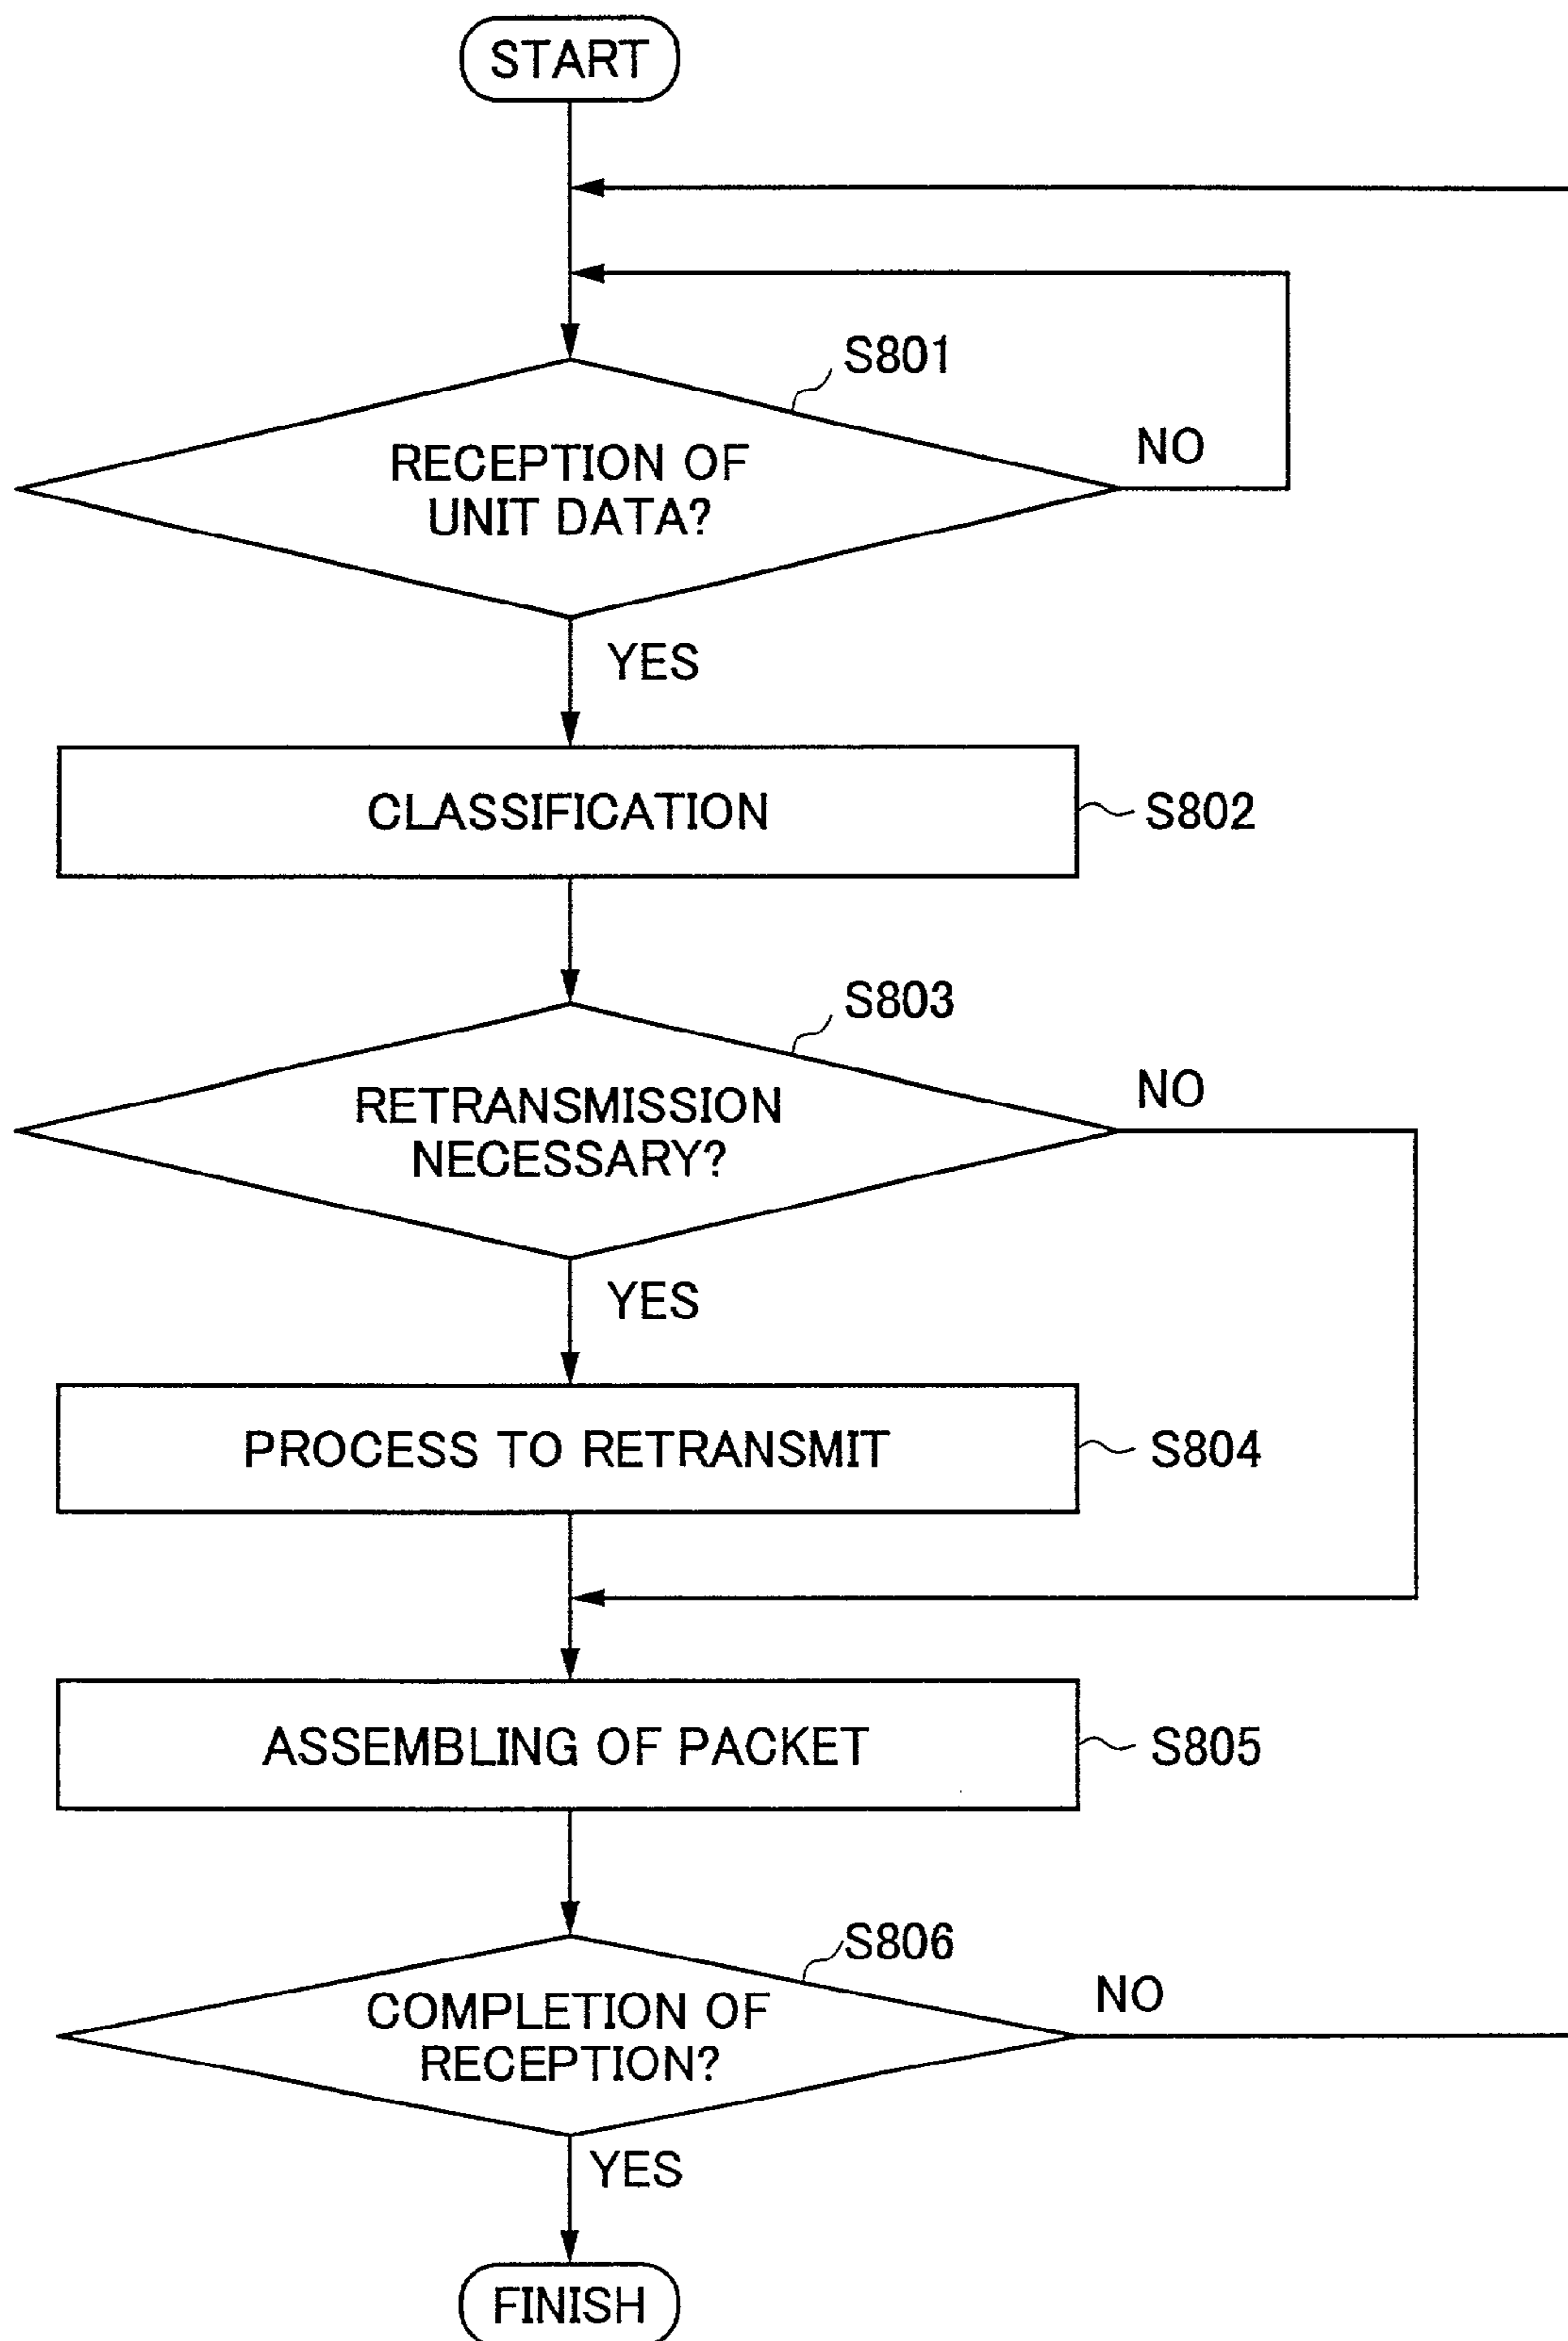 START
S801
RECEPTION OF
UNIT DATA?
NO
YES
CLASSIFICATION
S802
S803
RETRANSMISSION
NECESSARY?
NO
YES
PROCESS TO RETRANSMIT
S804
ASSEMBLING OF PACKET
S805
S806
COMPLETION OF
RECEPTION?
NO
YES
FINISH